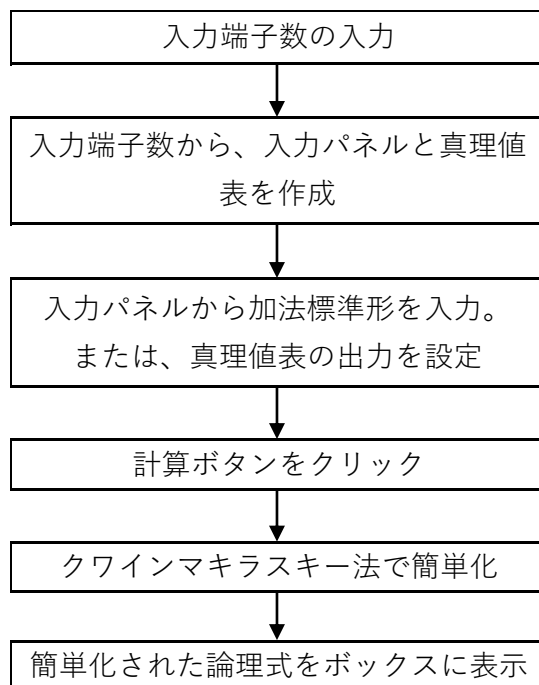 入力端子数の入力
入力端子数から、入力パネルと真理値
表を作成
入力パネルから加法標準形を入力。
または、真理値表の出力を設定
計算ボタンをクリック
クワインマキラスキー法で簡単化
簡単化された論理式をボックスに表示